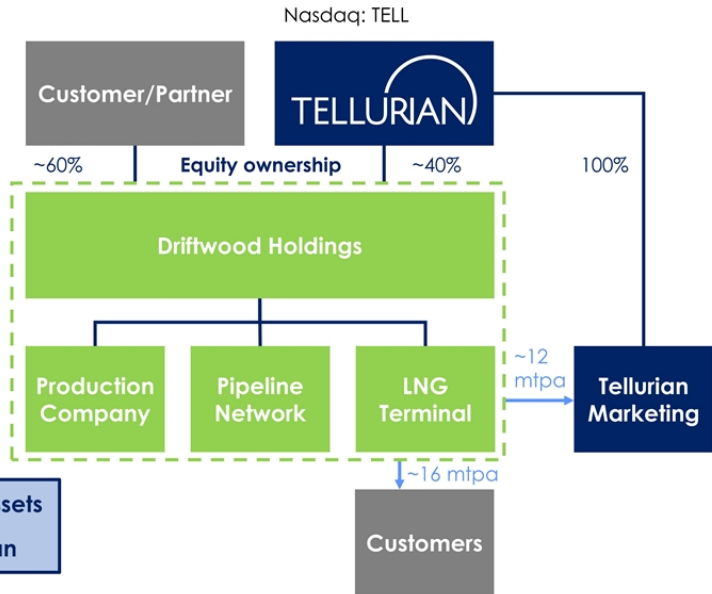 Nasdaq: TELL
Customer/Partner
TELLURIAN
~60%
Equity ownership
~40%
100%
Driftwood Holdings
Production
Company
Pipeline
Network
LNG
Terminal
~12
mtpa
Tellurian
Marketing
~16 mtpa
Customers